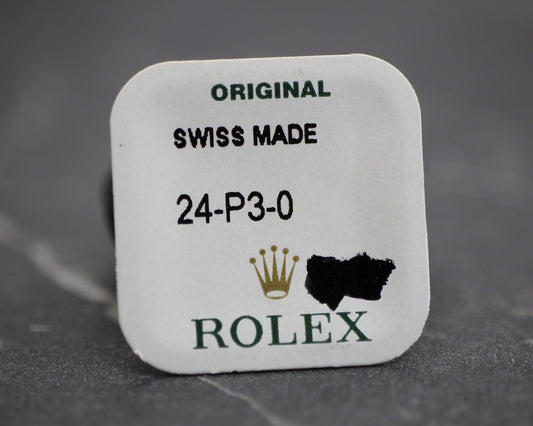 ORIGINAL
SWISS MADE
24-P3-0
ROLEX